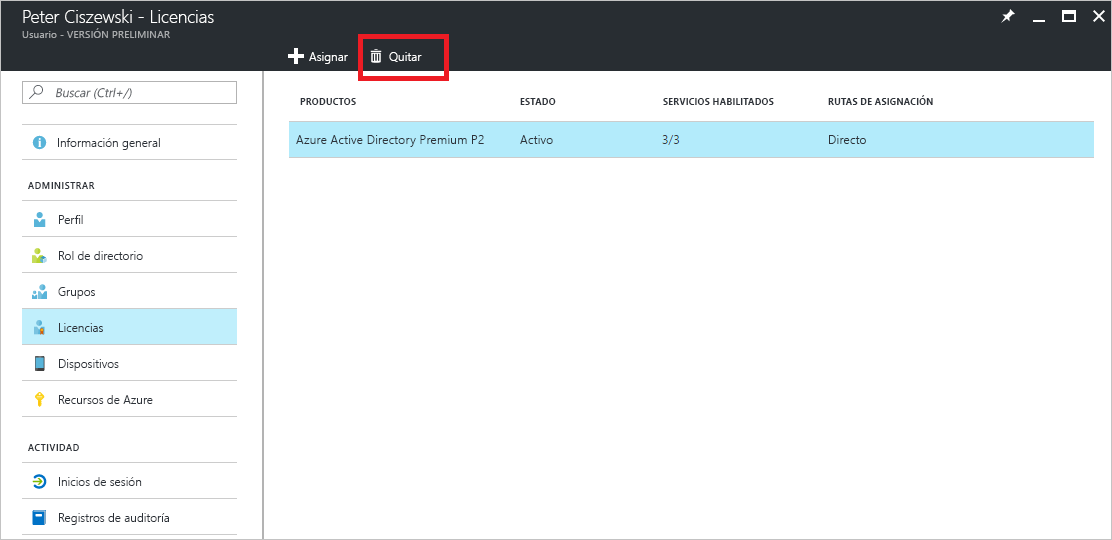 Peter Ciszewski - Licencias
Usuario - VERSIÓN PRELIMINAR
Asignar
Quitar
Buscar (Ctrl+/)
Información general
ADMINISTRAR
Perfil
Rol de directorio
Grupos
Licencias
Dispositivos
Recursos de Azure
ACTIVIDAD
Inicios de sesión
Registros de auditoría
PRODUCTOS ESTADO SERVICIOS HABILITADOS RUTAS DE ASIGNACIÓN
Azure Active Directory Premium P2 Activo 3/3 Directo